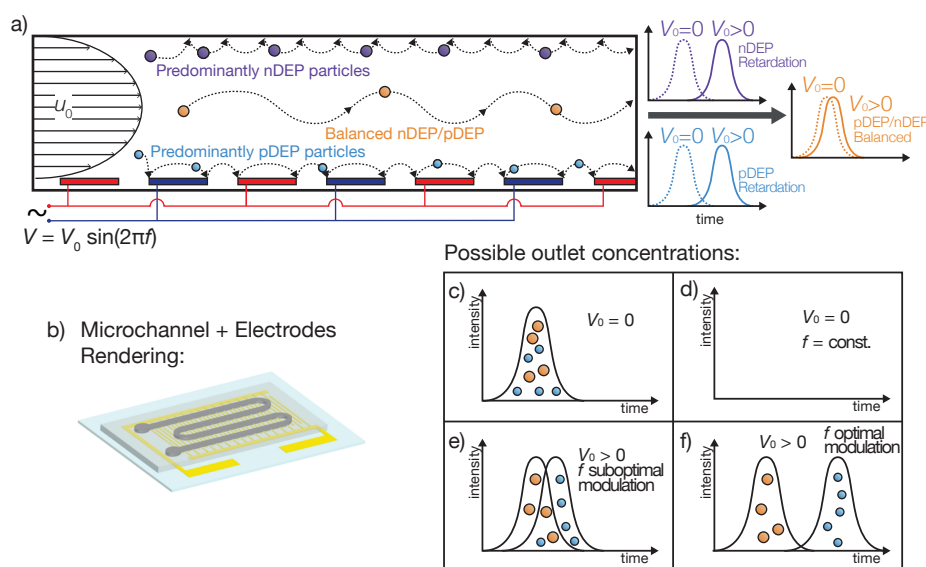 a)
u₀
Predominantly nDEP particles
Balanced nDEP/pDEP
Predominantly pDEP particles
~
V = V₀ sin(2πf)
V₀=0 V₀>0
nDEP
Retardation
V₀=0
V₀>0
pDEP/nDEP
Balanced
V₀=0 V₀>0
pDEP
Retardation
time
b) Microchannel + Electrodes
Rendering:
Possible outlet concentrations:
c)
intensity
V₀ = 0
time
d)
intensity
V₀ = 0
f = const.
time
e)
intensity
V₀ > 0
f suboptimal
modulation
time
f)
intensity
V₀ > 0
f optimal
modulation
time